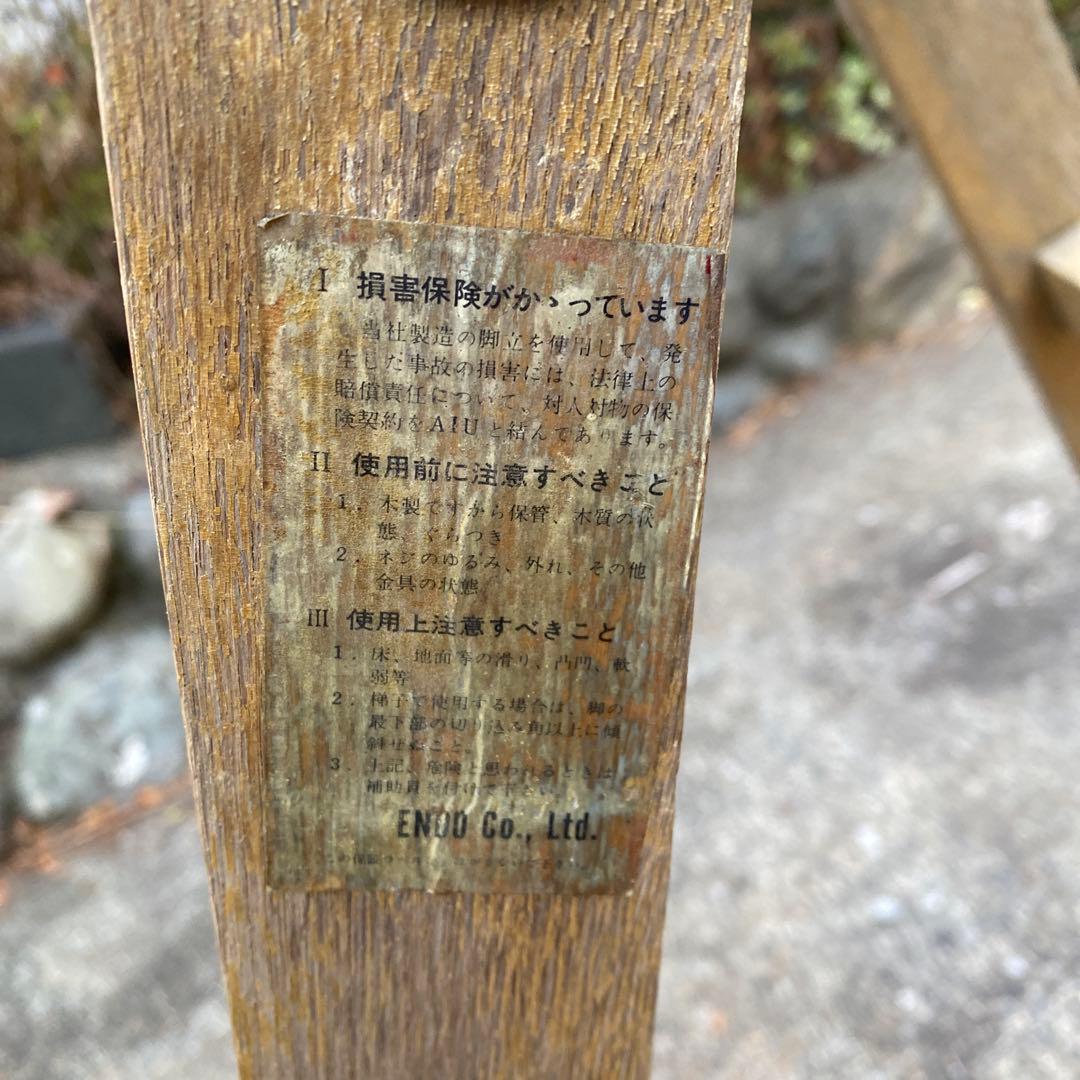 I 損害保険がかゝっています
当社製造の脚立を使用して、発
生した事故の損害には、法律上の
賠償責任について、対人対物の保
険契約をAIUと結んであります。
II 使用前に注意すべきこと
1. 木製ですから保管、木質の状
態、ぐらつき
2. ネジのゆるみ、外れ、その他
金具の状態
III 使用上注意すべきこと
1. 床、地面等の滑り、凸凹、軟
弱等
2. 梯子で使用する場合は、脚の
最下部の切り込み角以上に傾
斜せぬこと。
3. 上記、危険と思われるときは
補助員を付けて下さい
ENDO Co., Ltd.